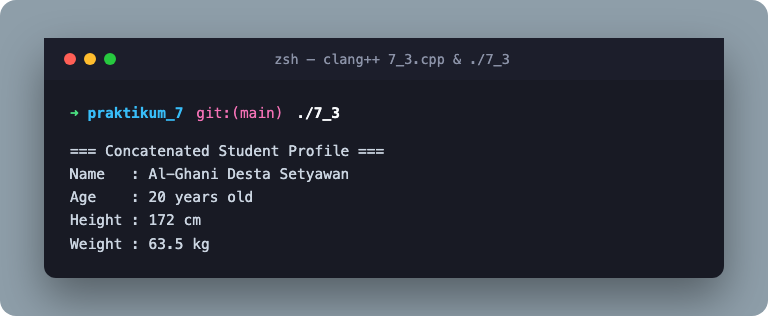 zsh — clang++ 7_3.cpp & ./7_3
➜ praktikum_7 git:(main) ./7_3
=== Concatenated Student Profile ===
Name   : Al-Ghani Desta Setyawan
Age    : 20 years old
Height : 172 cm
Weight : 63.5 kg